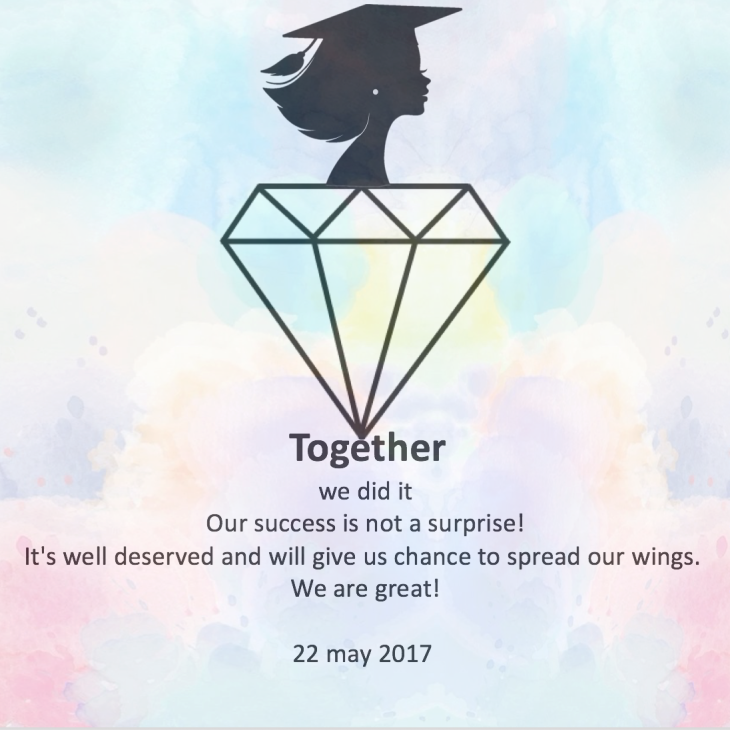 Together
we did it
Our success is not a surprise!
It's well deserved and will give us chance to spread our wings.
We are great!
22 may 2017